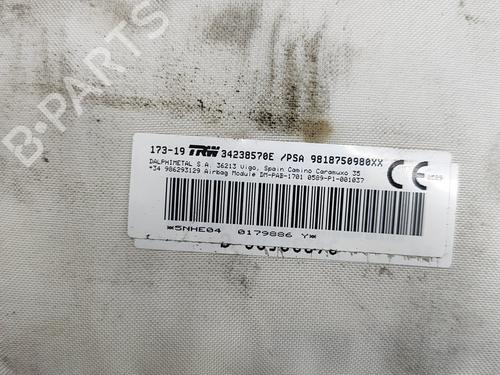 B-PARTS
173-19 TRW 34238570E /PSA 9818750980XX
DALPHIMETAL S.A. 36213 Vigo, Spain Camino Caramuxo 35
+34 986293129 Airbag Module DM-PAB-1701 0589-P1-001037
CE 0589
*5NHE04 0179886 Y*